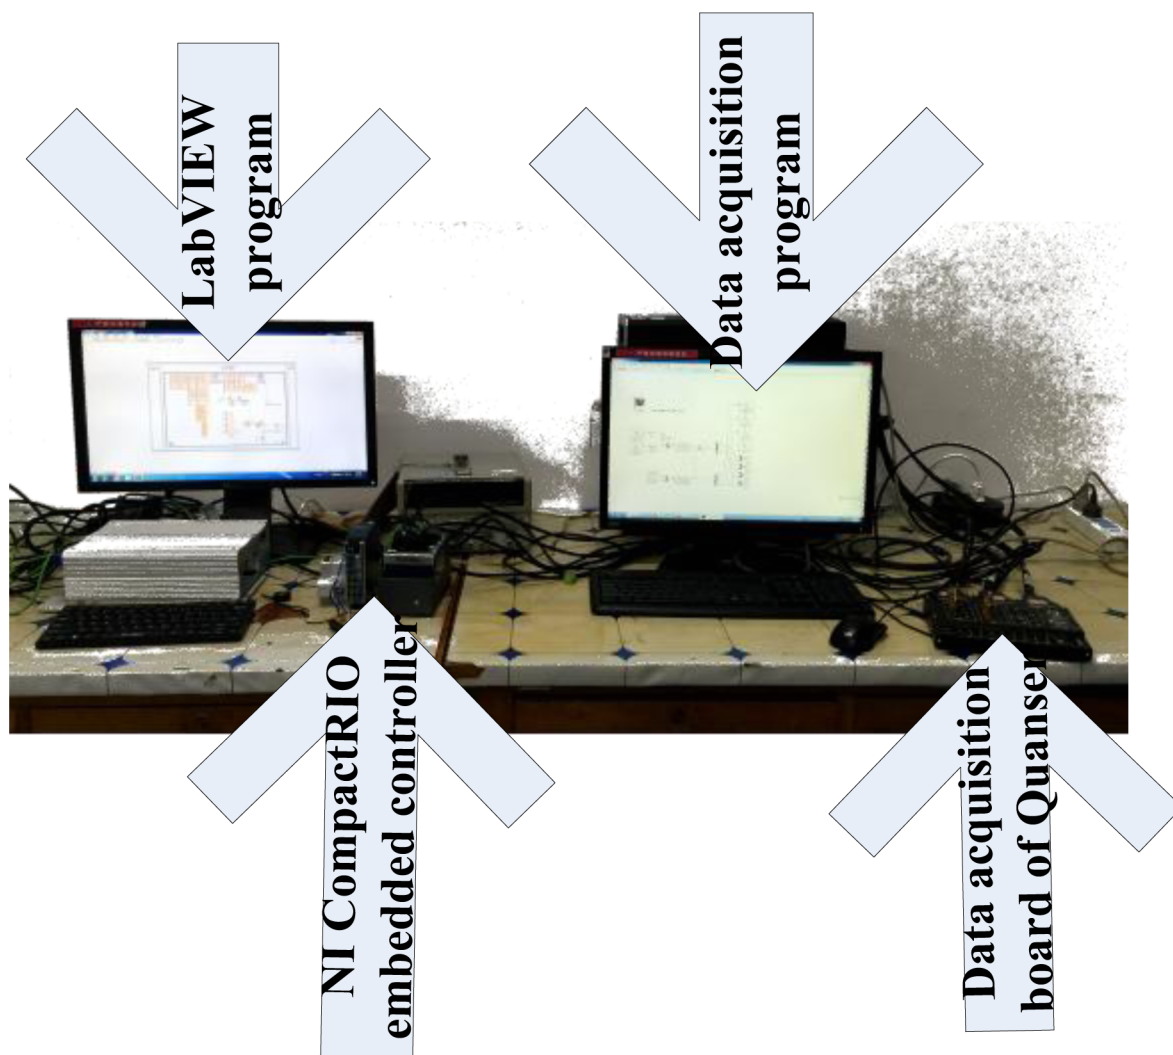 LabVIEW
program
Data acquisition
program
NI CompactRIO
embedded controller
Data acquisition
board of Quanser